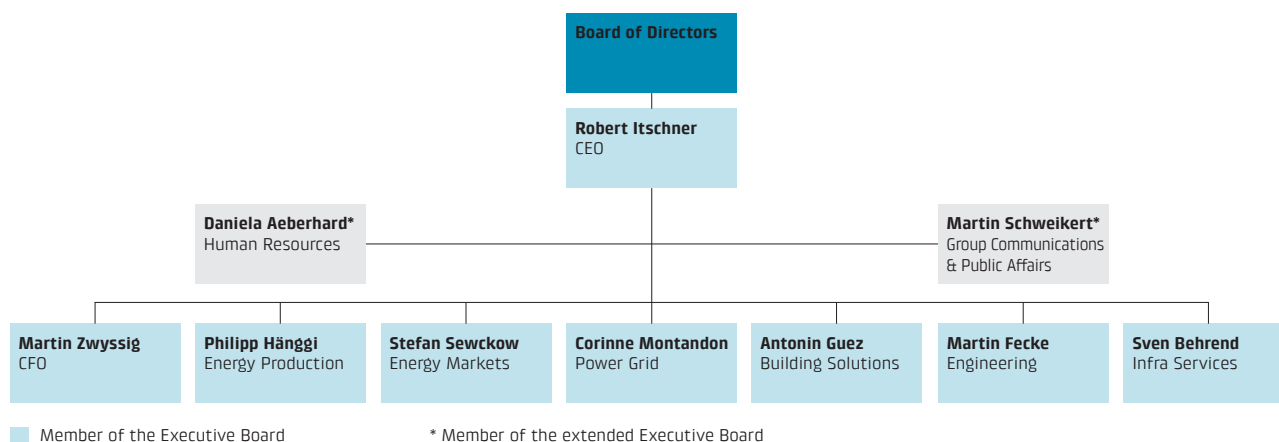 Board of Directors
Robert Itschner
CEO
Daniela Aeberhard*
Human Resources
Martin Schweikert*
Group Communications
& Public Affairs
Martin Zwyssig
CFO
Philipp Hänggi
Energy Production
Stefan Sewckow
Energy Markets
Corinne Montandon
Power Grid
Antonin Guez
Building Solutions
Martin Fecke
Engineering
Sven Behrend
Infra Services
Member of the Executive Board
* Member of the extended Executive Board